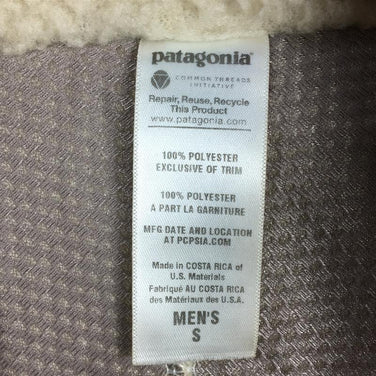 patagonia®
COMMON THREADS
INITIATIVE
Repair, Reuse, Recycle
This Product
www.patagonia.com
100% POLYESTER
EXCLUSIVE OF TRIM
100% POLYESTER
A PART LA GARNITURE
MFG DATE AND LOCATION
AT PCPSIA.COM
Made in COSTA RICA of
U.S. Materials
Fabriqué AU COSTA RICA
des Matériaux des U.S.A.
MEN'S
S